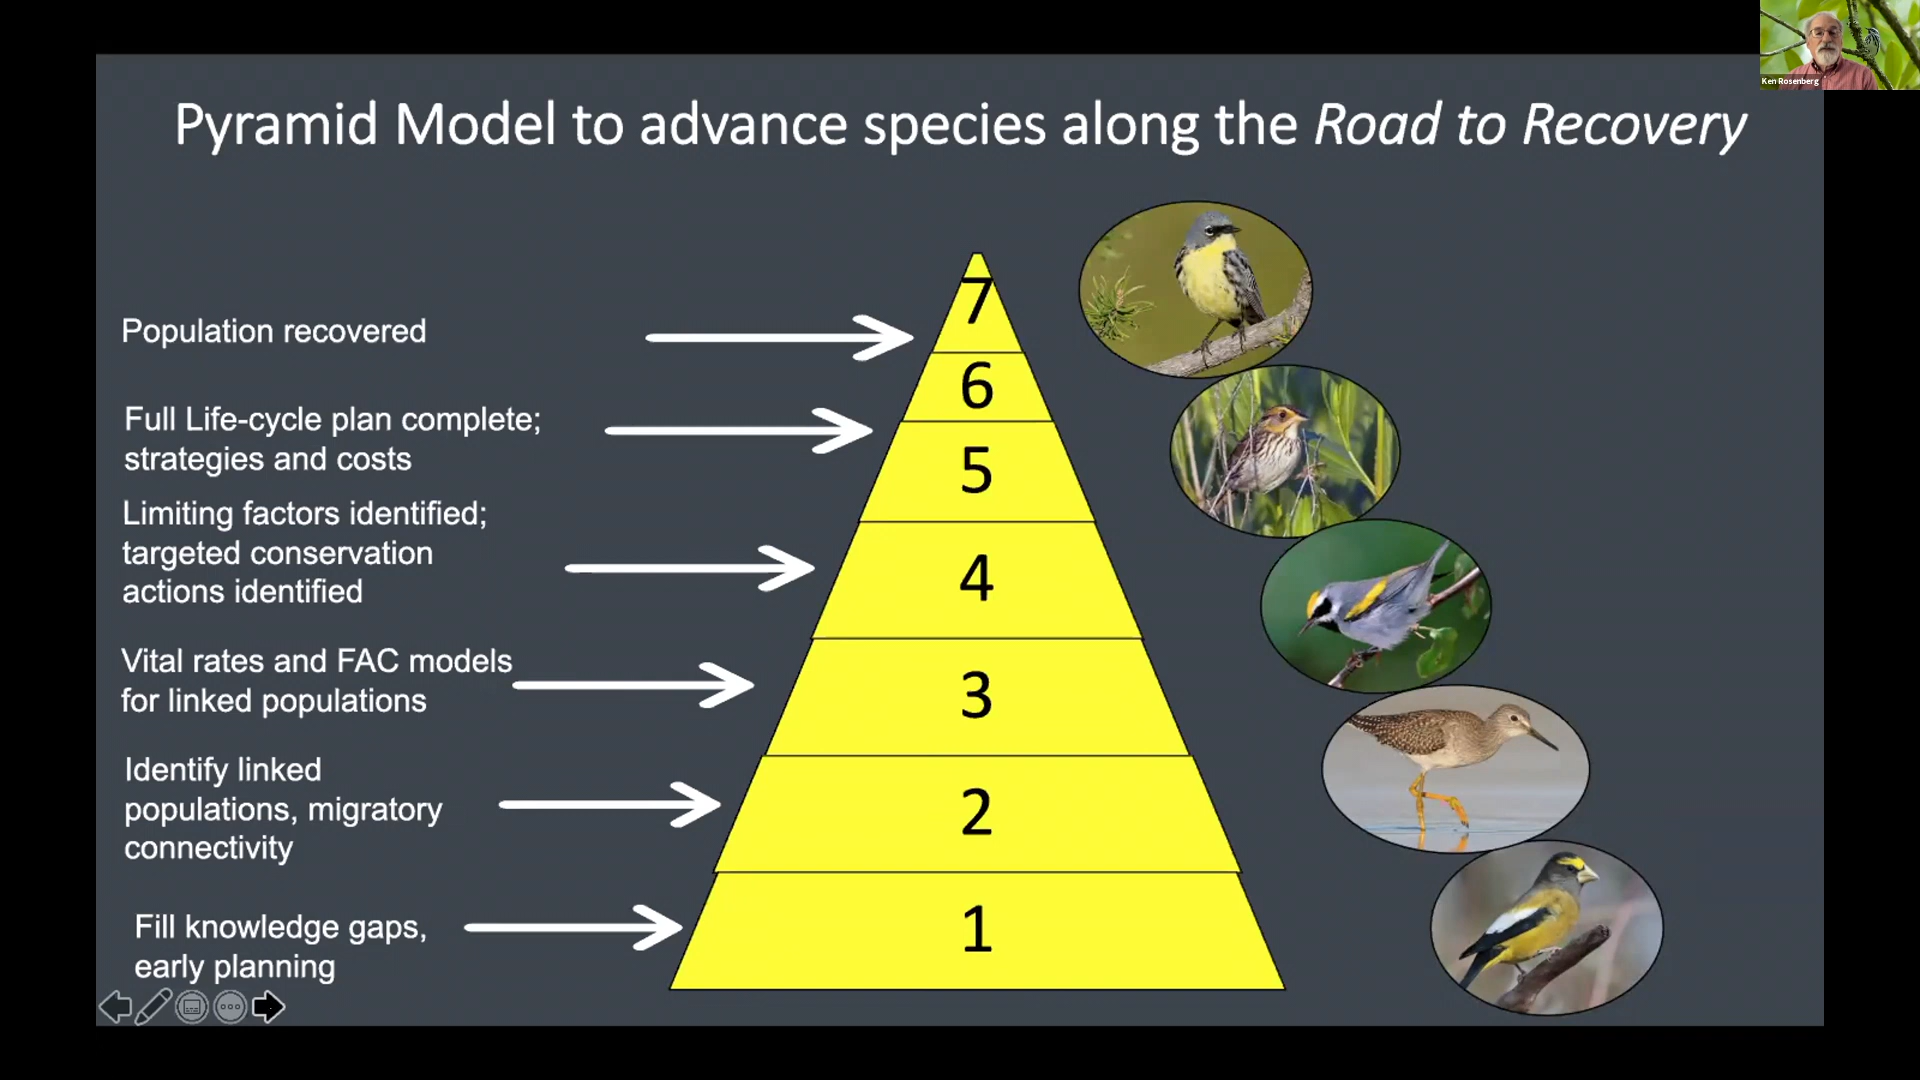 Ken Rosenberg
Pyramid Model to advance species along the Road to Recovery
Population recovered
7
6
Full Life-cycle plan complete;
strategies and costs
5
Limiting factors identified;
targeted conservation
actions identified
4
Vital rates and FAC models
for linked populations
3
Identify linked
populations, migratory
connectivity
2
Fill knowledge gaps,
early planning
1